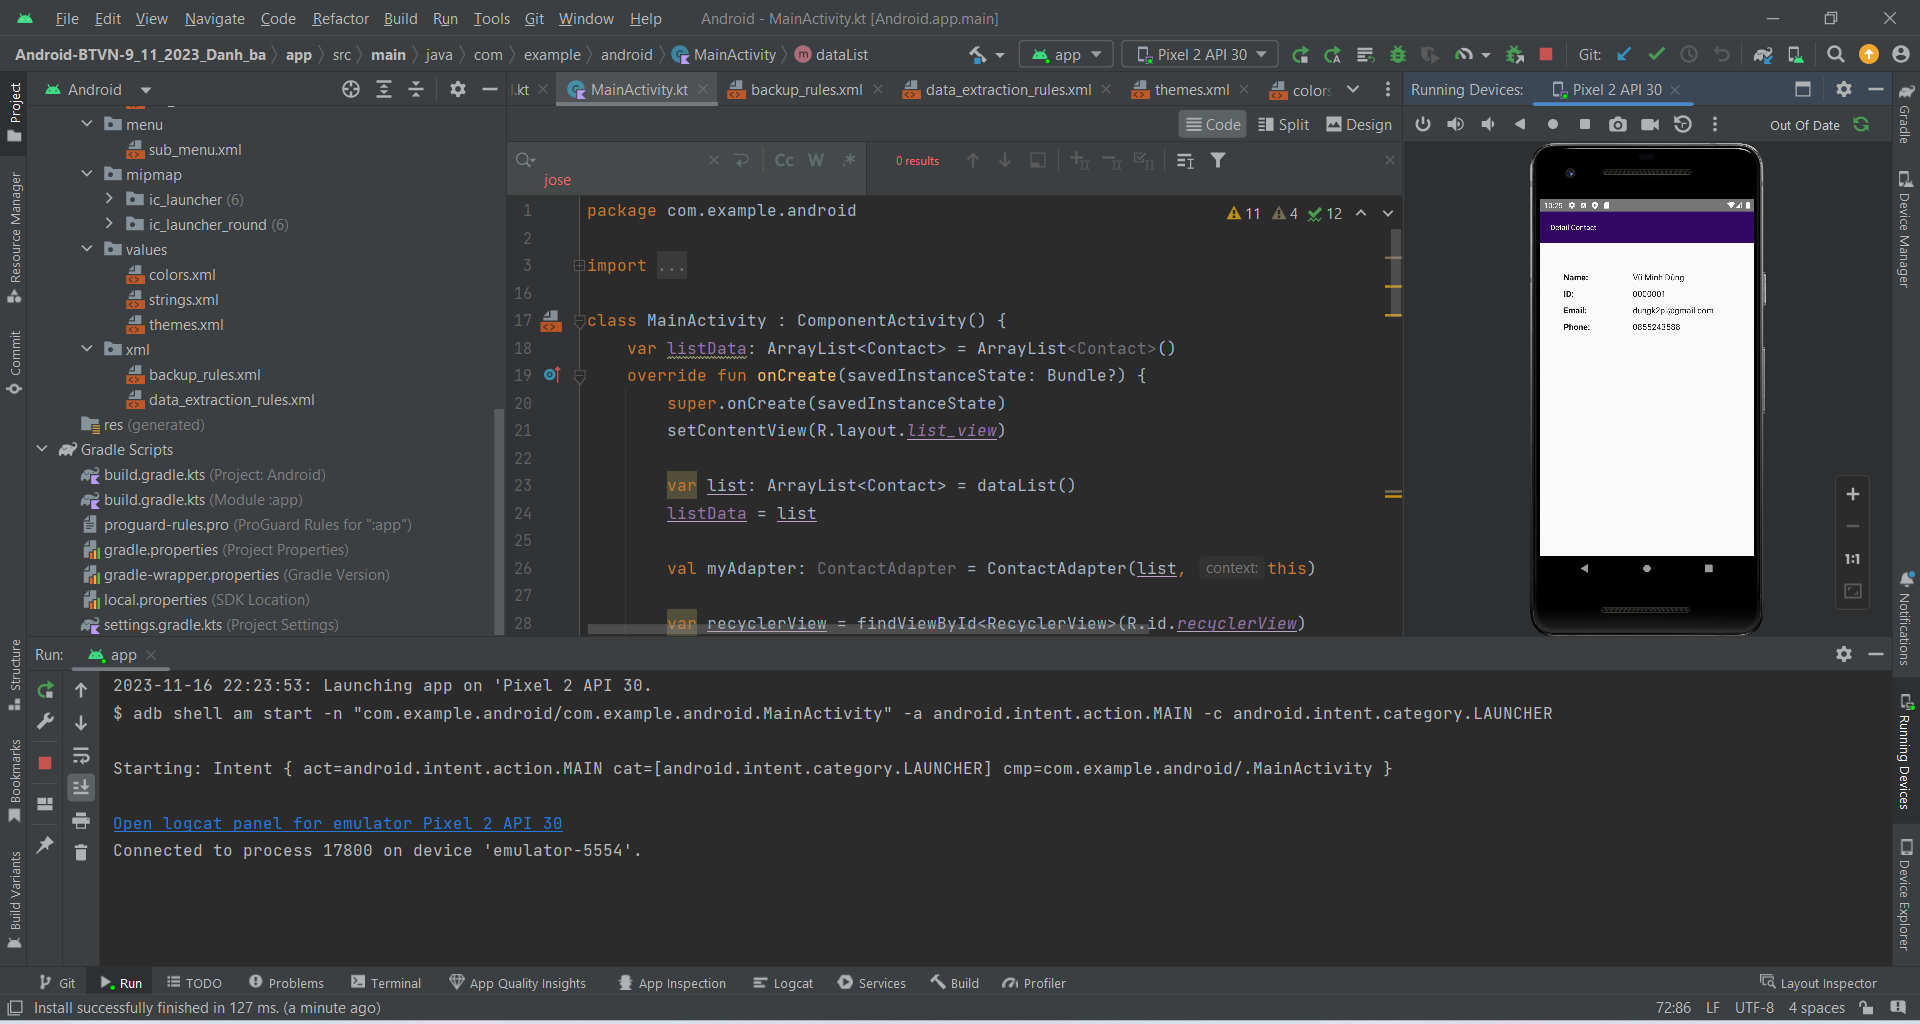 File Edit View Navigate Code Refactor Build Run Tools Git Window Help Android - MainActivity.kt [Android.app.main]
Android-BTVN-9_11_2023_Danh_ba app src main java com example android MainActivity m dataList app Pixel 2 API 30 Git:
Android
l.kt MainActivity.kt backup_rules.xml data_extraction_rules.xml themes.xml colors
Running Devices: Pixel 2 API 30
Code Split Design
Out Of Date
Project
Resource Manager
Commit
Structure
Bookmarks
Build Variants
menu
sub_menu.xml
mipmap
ic_launcher (6)
ic_launcher_round (6)
values
colors.xml
strings.xml
themes.xml
xml
backup_rules.xml
data_extraction_rules.xml
res (generated)
Gradle Scripts
build.gradle.kts (Project: Android)
build.gradle.kts (Module :app)
proguard-rules.pro (ProGuard Rules for ":app")
gradle.properties (Project Properties)
gradle-wrapper.properties (Gradle Version)
local.properties (SDK Location)
settings.gradle.kts (Project Settings)
jose
Cc W .* 0 results
11 4 12
1 package com.example.android
2
3 import ...
16
17 class MainActivity : ComponentActivity() {
18 var listData: ArrayList<Contact> = ArrayList<Contact>()
19 override fun onCreate(savedInstanceState: Bundle?) {
20 super.onCreate(savedInstanceState)
21 setContentView(R.layout.list_view)
22
23 var list: ArrayList<Contact> = dataList()
24 listData = list
25
26 val myAdapter: ContactAdapter = ContactAdapter(list, context: this)
27
28 var recyclerView = findViewById<RecyclerView>(R.id.recyclerView)
10:25
Detail Contact
Name: Vũ Minh Dũng
ID: 0000001
Email: dungk2pi@gmail.com
Phone: 0855243588
1:1
Gradle
Device Manager
Notifications
Running Devices
Device Explorer
Run: app
2023-11-16 22:23:53: Launching app on 'Pixel 2 API 30.
$ adb shell am start -n "com.example.android/com.example.android.MainActivity" -a android.intent.action.MAIN -c android.intent.category.LAUNCHER
Starting: Intent { act=android.intent.action.MAIN cat=[android.intent.category.LAUNCHER] cmp=com.example.android/.MainActivity }
Open logcat panel for emulator Pixel 2 API 30
Connected to process 17800 on device 'emulator-5554'.
Git Run TODO Problems Terminal App Quality Insights App Inspection Logcat Services Build Profiler Layout Inspector
Install successfully finished in 127 ms. (a minute ago) 72:86 LF UTF-8 4 spaces